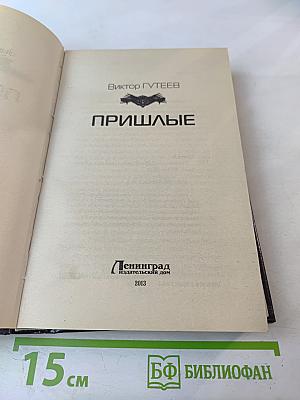 Виктор ГУТЕЕВ
ПРИШЛЫЕ
Ленинград
издательский дом
2013
15 см
БФ БИБЛИОФАН